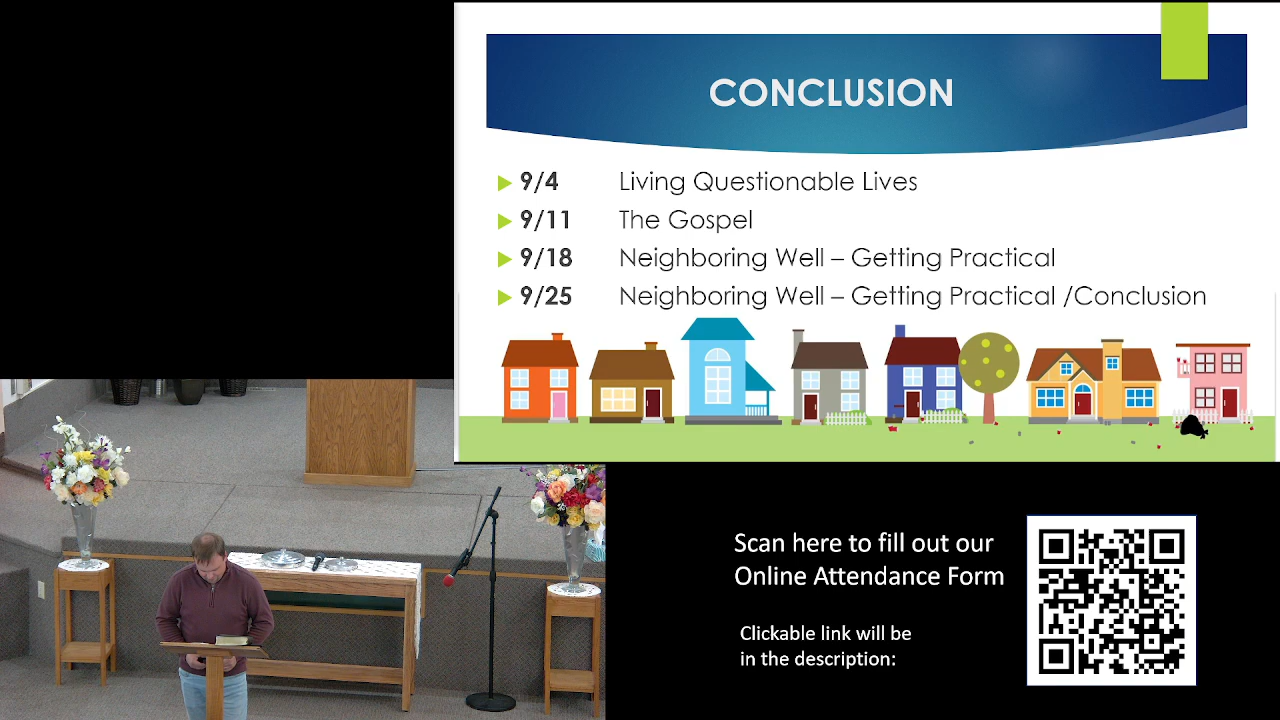 CONCLUSION
9/4 Living Questionable Lives
9/11 The Gospel
9/18 Neighboring Well – Getting Practical
9/25 Neighboring Well – Getting Practical /Conclusion
Scan here to fill out our
Online Attendance Form
Clickable link will be
in the description: